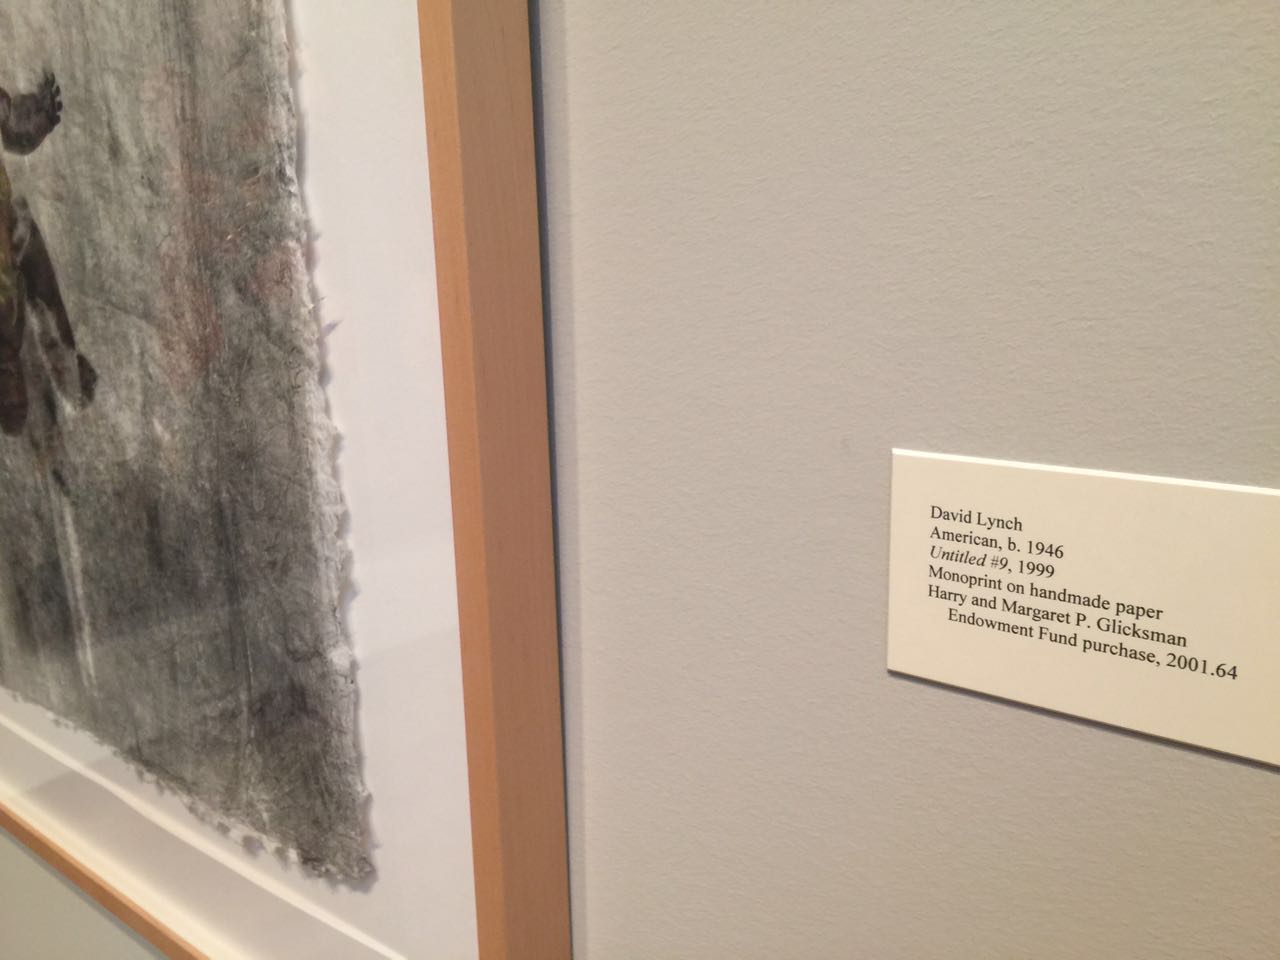 David Lynch
American, b. 1946
Untitled #9, 1999
Monoprint on handmade paper
Harry and Margaret P. Glicksman
Endowment Fund purchase, 2001.64